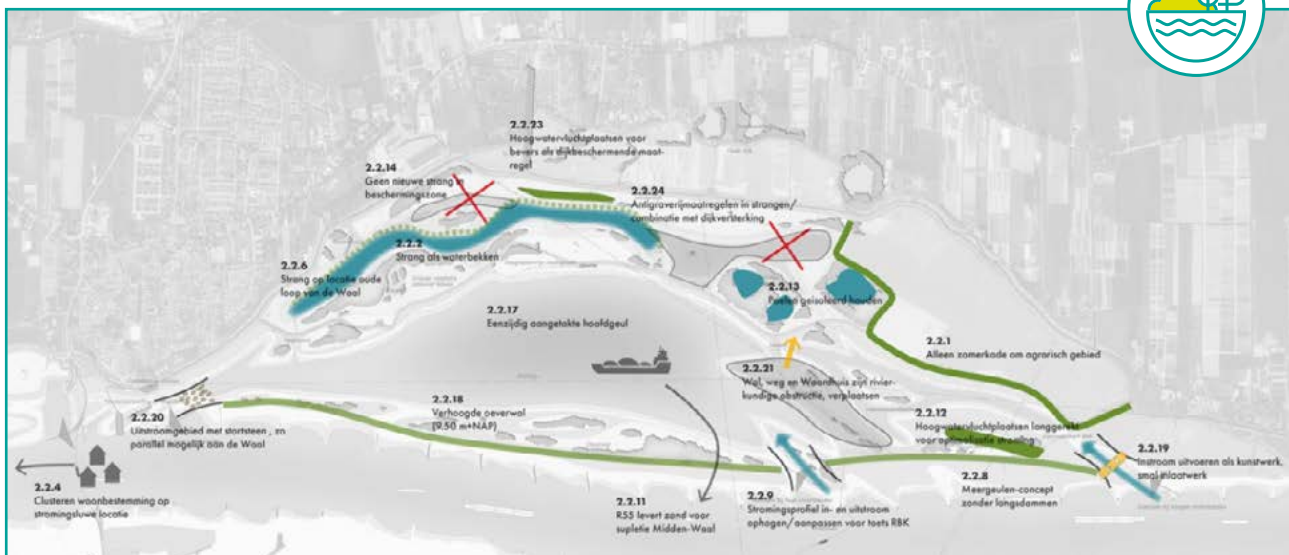 2.2.23
Hoogwatervluchtplaatsen voor
bevers als dijkbeschermende maat-
regel
2.2.14
Geen nieuwe strang in
beschermingszone
2.2.24
Antigraverijmaatregelen in strangen/
combinatie met dijkversterking
2.2.2
Strang als waterbekken
2.2.6
Strang op locatie oude
loop van de Waal
2.2.13
Poelen geïsoleerd houden
2.2.17
Eenzijdig aangetakte hoofdgeul
2.2.1
Alleen zomerkade om agrarisch gebied
2.2.21
Wal, weg en Waardhuis zijn rivier-
kundige obstructie, verplaatsen
2.2.18
Verhoogde oeverwal
(9.50 m+NAP)
2.2.20
Uitstroomgebied met stortsteen, zo
parallel mogelijk aan de Waal
2.2.12
Hoogwatervluchtplaatsen langgerekt
voor optimalisatie stroming
2.2.19
Instroom uitvoeren als kunstwerk,
smal inlaatwerk
2.2.4
Clusteren woonbestemming op
stromingsluwe locatie
2.2.11
RSS levert zand voor
supletie Midden-Waal
2.2.9
Stromingsprofiel in- en uitstroom
ophogen/aanpassen voor toets RBK
2.2.8
Meergeulen-concept
zonder langsdammen